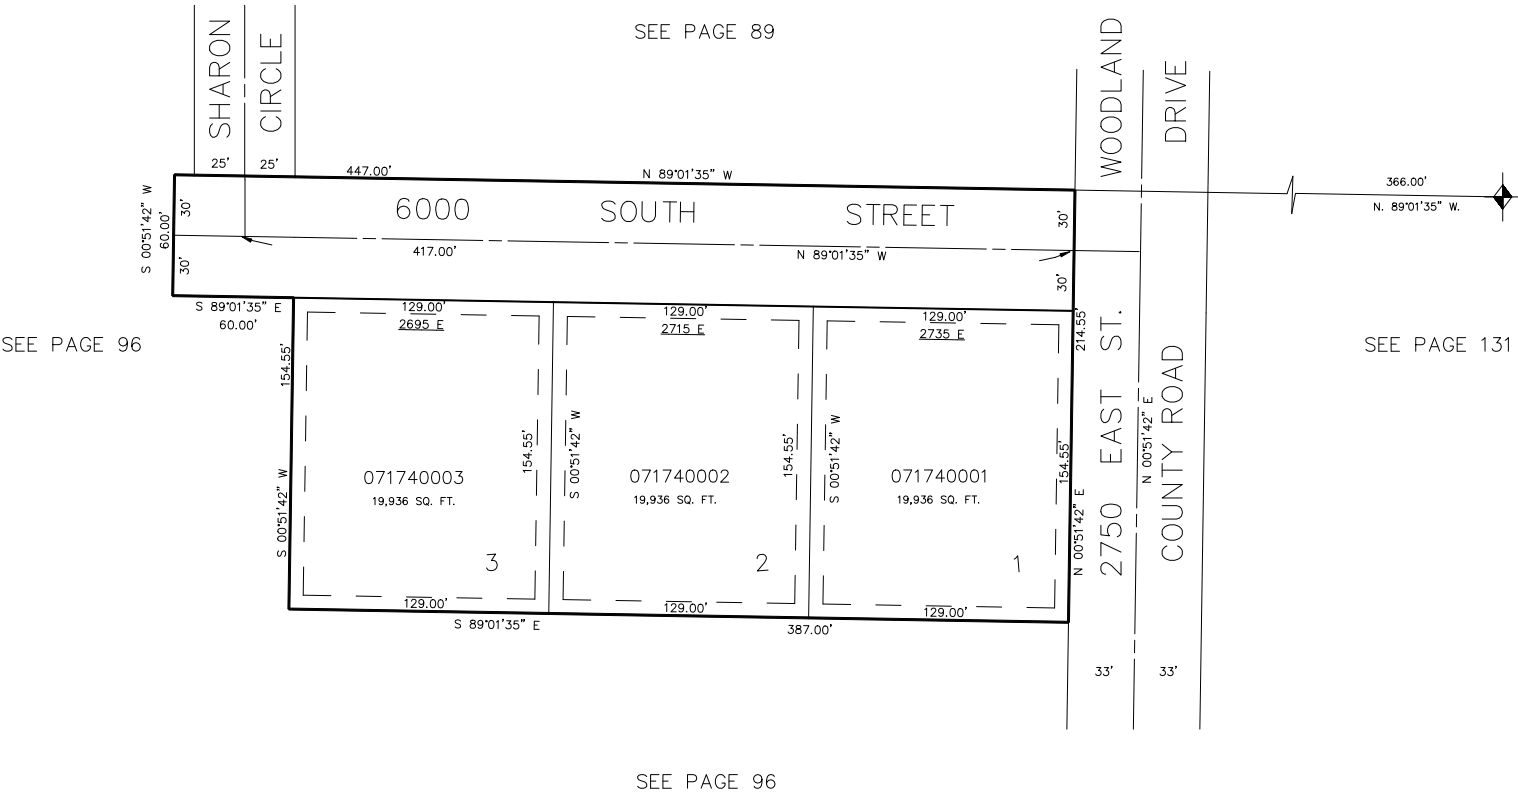 SEE PAGE 89
SHARON
CIRCLE
WOODLAND
DRIVE
25'
25'
447.00'
N 89°01'35" W
366.00'
N. 89°01'35" W.
S 00°51'42" W
60.00'
30'
30'
6000 SOUTH STREET
30'
30'
417.00'
N 89°01'35" W
S 89°01'35" E
60.00'
129.00'
2695 E
129.00'
2715 E
129.00'
2735 E
214.55'
SEE PAGE 96
SEE PAGE 131
154.55'
S 00°51'42" W
154.55'
S 00°51'42" W
154.55'
S 00°51'42" W
154.55'
N 00°51'42" E
2750 EAST ST.
N 00°51'42" E
COUNTY ROAD
071740003
19,936 SQ. FT.
071740002
19,936 SQ. FT.
071740001
19,936 SQ. FT.
3
2
1
129.00'
129.00'
129.00'
S 89°01'35" E
387.00'
33'
33'
SEE PAGE 96